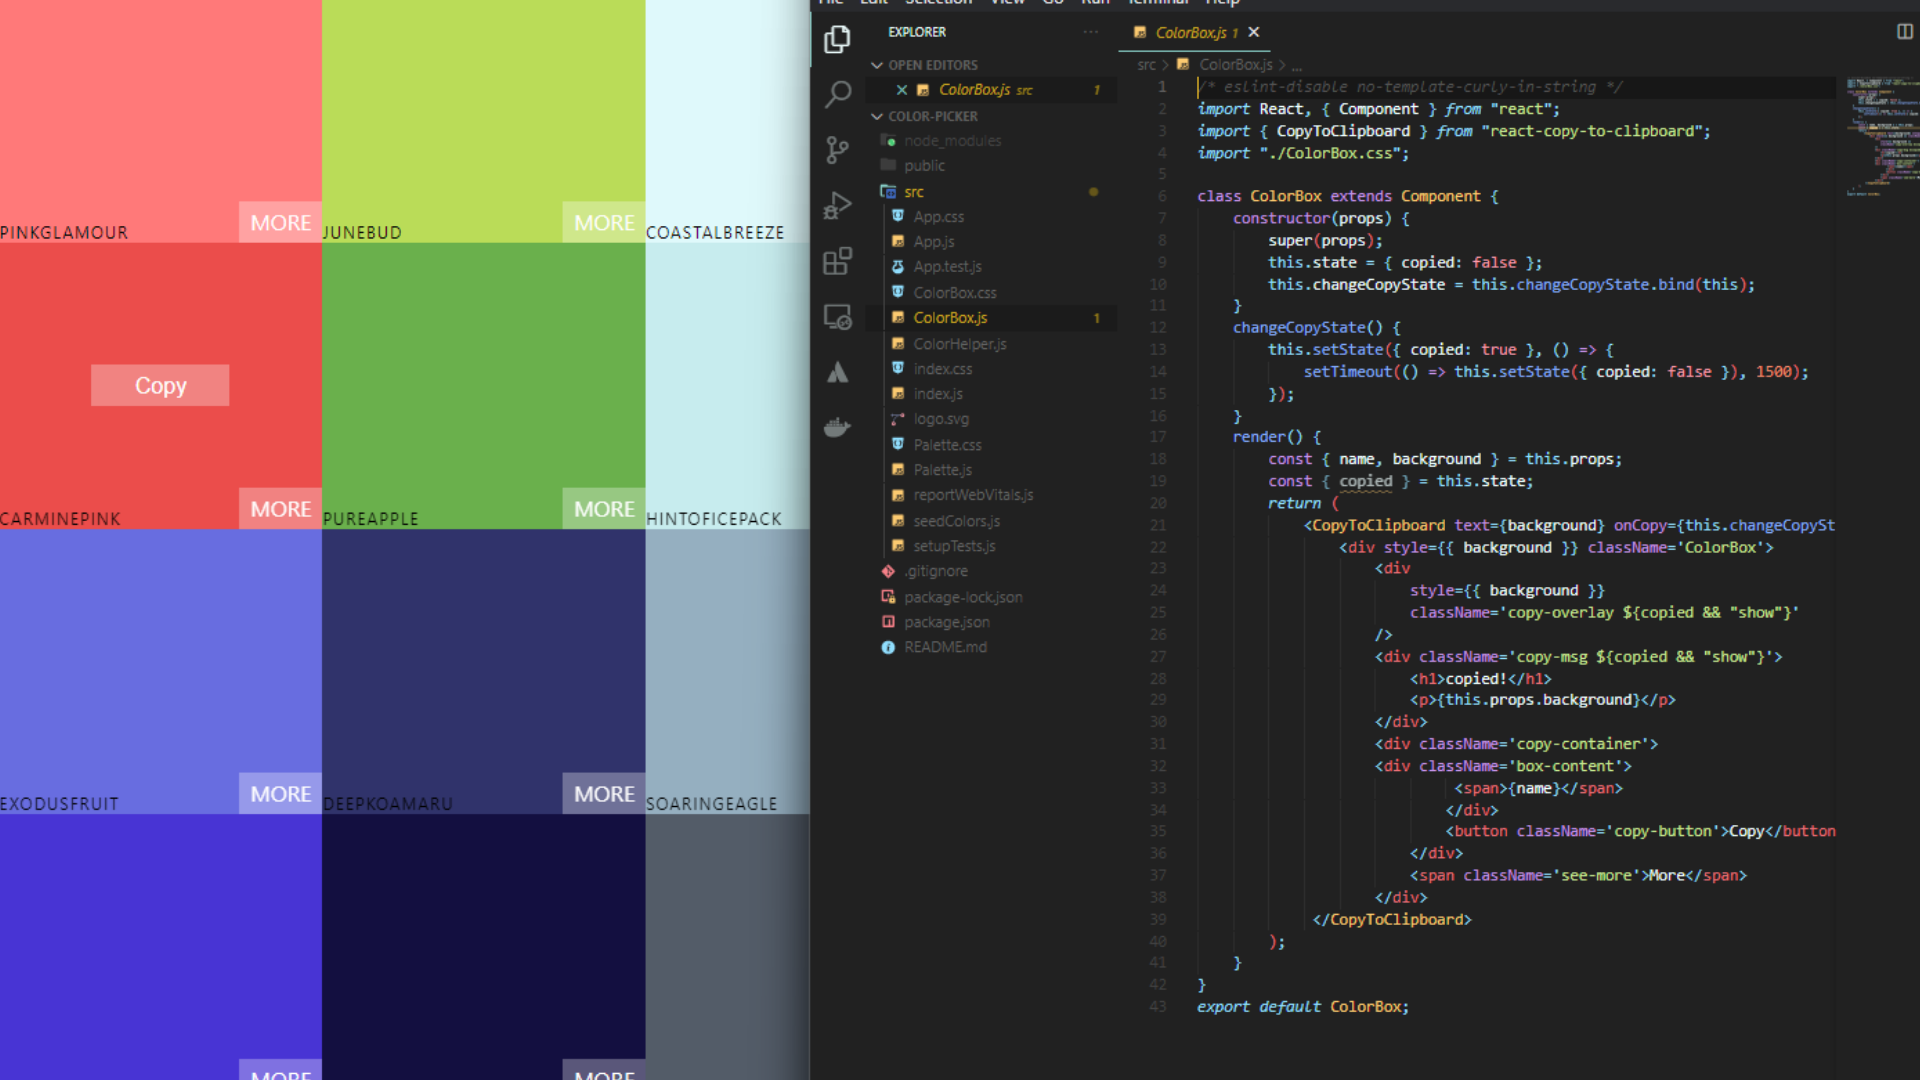 PINKGLAMOUR
MORE
JUNEBUD
MORE
COASTALBREEZE
Copy
CARMINEPINK
MORE
PUREAPPLE
MORE
HINTOFICEPACK
EXODUSFRUIT
MORE
DEEPKOAMARU
MORE
SOARINGEAGLE
MORE
MORE
File Edit Selection View Go Run Terminal Help
EXPLORER ...
OPEN EDITORS
ColorBox.js src 1
COLOR-PICKER
node_modules
public
src
App.css
App.js
App.test.js
ColorBox.css
ColorBox.js 1
ColorHelper.js
index.css
index.js
logo.svg
Palette.css
Palette.js
reportWebVitals.js
seedColors.js
setupTests.js
.gitignore
package-lock.json
package.json
README.md
ColorBox.js 1
src > ColorBox.js > ...
1 /* eslint-disable no-template-curly-in-string */
2 import React, { Component } from "react";
3 import { CopyToClipboard } from "react-copy-to-clipboard";
4 import "./ColorBox.css";
5
6 class ColorBox extends Component {
7 constructor(props) {
8 super(props);
9 this.state = { copied: false };
10 this.changeCopyState = this.changeCopyState.bind(this);
11 }
12 changeCopyState() {
13 this.setState({ copied: true }, () => {
14 setTimeout(() => this.setState({ copied: false }), 1500);
15 });
16 }
17 render() {
18 const { name, background } = this.props;
19 const { copied } = this.state;
20 return (
21 <CopyToClipboard text={background} onCopy={this.changeCopySt
22 <div style={{ background }} className='ColorBox'>
23 <div
24 style={{ background }}
25 className='copy-overlay ${copied && "show"}'
26 />
27 <div className='copy-msg ${copied && "show"}'>
28 <h1>copied!</h1>
29 <p>{this.props.background}</p>
30 </div>
31 <div className='copy-container'>
32 <div className='box-content'>
33 <span>{name}</span>
34 </div>
35 <button className='copy-button'>Copy</button
36 </div>
37 <span className='see-more'>More</span>
38 </div>
39 </CopyToClipboard>
40 );
41 }
42 }
43 export default ColorBox;